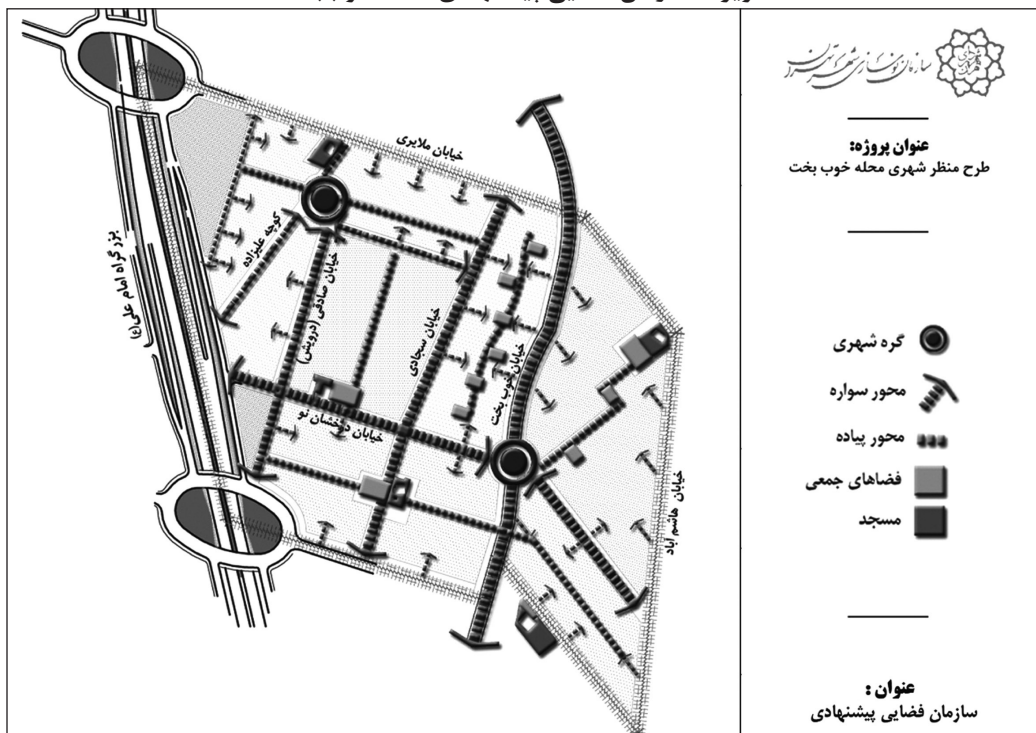 سازمان نوسازی شهر تهران
عنوان پروژه:
طرح منظر شهری محله خوب بخت
گره شهری
محور سواره
محور پیاده
فضاهای جمعی
مسجد
عنوان :
سازمان فضایی پیشنهادی
خیابان ملایری
کوچه علیزاده
خیابان صادقی (درویش)
خیابان سجادی
خیابان خوب بخت
بزرگراه امام علی(ع)
خیابان درخشان نو
خیابان هاشم آباد